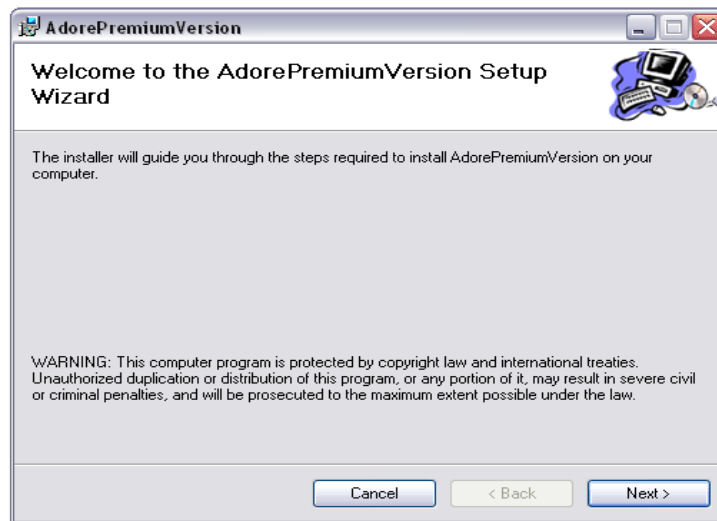 AdorePremiumVersion
Welcome to the AdorePremiumVersion Setup
Wizard
The installer will guide you through the steps required to install AdorePremiumVersion on your
computer.
WARNING: This computer program is protected by copyright law and international treaties.
Unauthorized duplication or distribution of this program, or any portion of it, may result in severe civil
or criminal penalties, and will be prosecuted to the maximum extent possible under the law.
Cancel < Back Next >